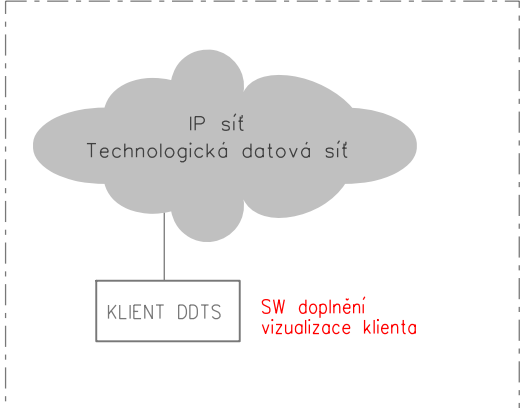 IP síť
Technologická datová síť
KLIENT DDTS
SW doplnění
vizualizace klienta